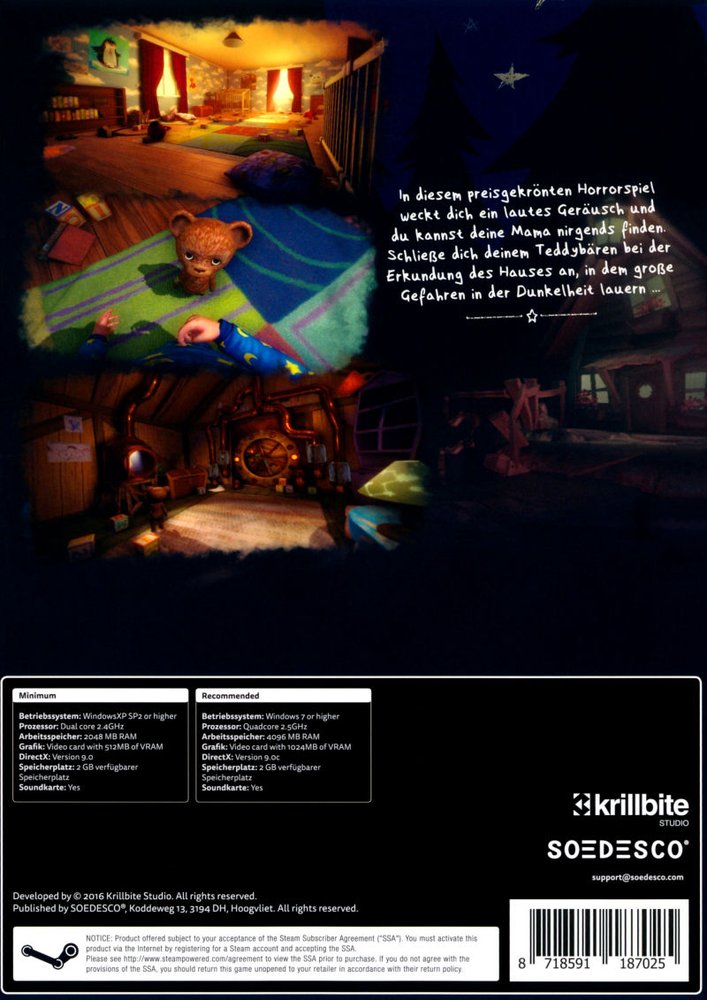 In diesem preisgekrönten Horrorspiel
weckt dich ein lautes Geräusch und
du kannst deine Mama nirgends finden.
Schließe dich deinem Teddybären bei der
Erkundung des Hauses an, in dem große
Gefahren in der Dunkelheit lauern ...
Minimum
Betriebssystem: WindowsXP SP2 or higher
Prozessor: Dual core 2.4GHz
Arbeitsspeicher: 2048 MB RAM
Grafik: Video card with 512MB of VRAM
DirectX: Version 9.0
Speicherplatz: 2 GB verfügbarer
Speicherplatz
Soundkarte: Yes
Recommended
Betriebssystem: Windows 7 or higher
Prozessor: Quadcore 2.5GHz
Arbeitsspeicher: 4096 MB RAM
Grafik: Video card with 1024MB of VRAM
DirectX: Version 9.0c
Speicherplatz: 2 GB verfügbarer
Speicherplatz
Soundkarte: Yes
krillbite
STUDIO
SOEDESCO®
support@soedesco.com
Developed by © 2016 Krillbite Studio. All rights reserved.
Published by SOEDESCO®, Koddeweg 13, 3194 DH, Hoogvliet. All rights reserved.
NOTICE: Product offered subject to your acceptance of the Steam Subscriber Agreement ("SSA"). You must activate this
product via the Internet by registering for a Steam account and accepting the SSA.
Please see http://www.steampowered.com/agreement to view the SSA prior to purchase. If you do not agree with the
provisions of the SSA, you should return this game unopened to your retailer in accordance with their return policy.
8 718591 187025